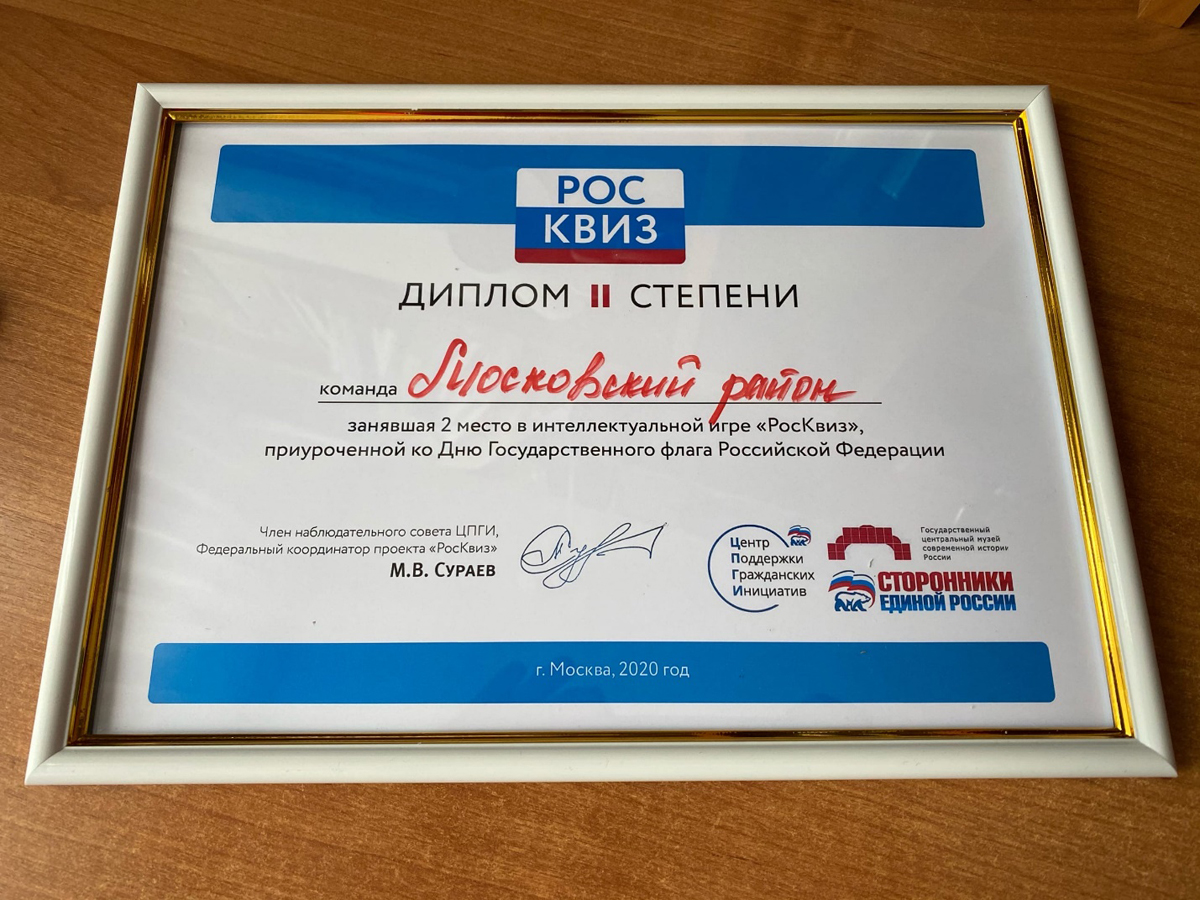 РОС
КВИЗ
ДИПЛОМ II СТЕПЕНИ
команда Московский район
занявшая 2 место в интеллектуальной игре «РосКвиз»,
приуроченной ко Дню Государственного флага Российской Федерации
Член наблюдательного совета ЦПГИ,
Федеральный координатор проекта «РосКвиз»
М.В. СУРАЕВ
Центр
Поддержки
Гражданских
Инициатив
Государственный
центральный музей
современной истории
России
СТОРОННИКИ
ЕДИНОЙ РОССИИ
г. Москва, 2020 год